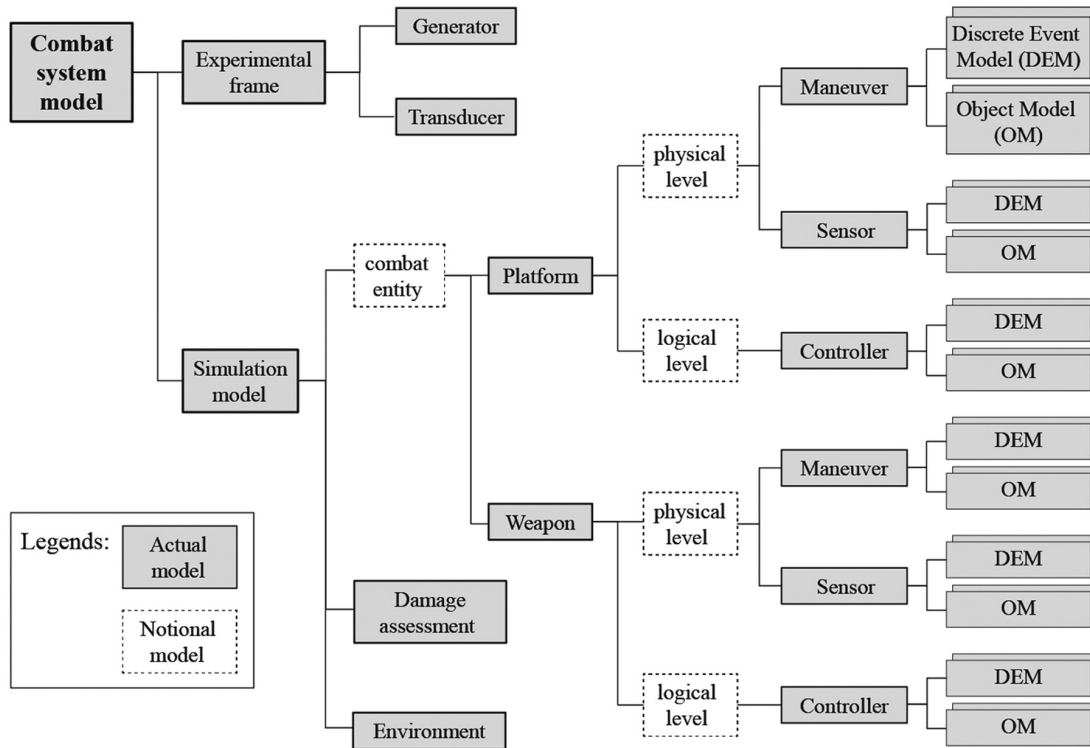 Combat
system
model
Experimental
frame
Generator
Transducer
Simulation
model
combat
entity
Damage
assessment
Environment
Platform
Weapon
physical
level
logical
level
physical
level
logical
level
Maneuver
Sensor
Controller
Maneuver
Sensor
Controller
Discrete Event
Model (DEM)
Object Model
(OM)
DEM
OM
DEM
OM
DEM
OM
DEM
OM
DEM
OM
Legends:
Actual
model
Notional
model